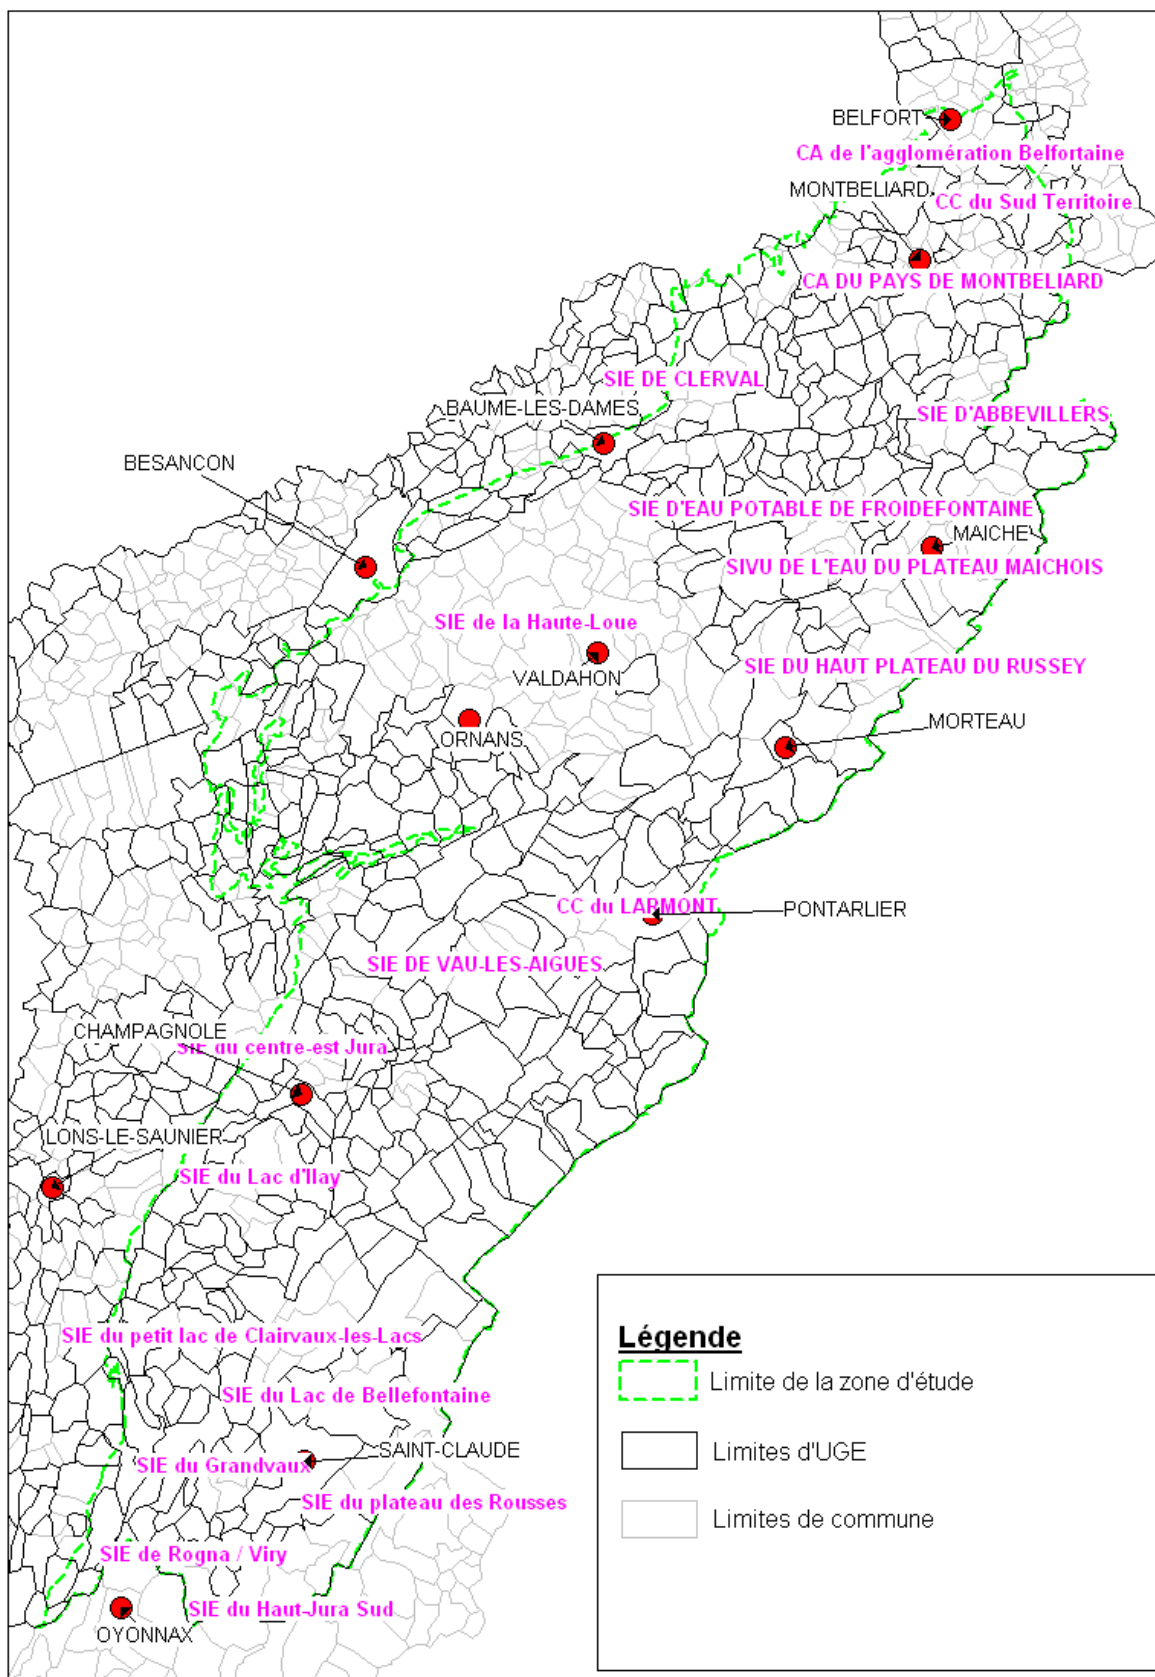 BELFORT
CA de l'agglomération Belfortaine
MONTBELIARD
CC du Sud Territoire
CA DU PAYS DE MONTBELIARD
SIE DE CLERVAL
BAUME-LES-DAMES
SIE D'ABBEVILLERS
BESANCON
SIE D'EAU POTABLE DE FROIDEFONTAINE
MAICHE
SIVU DE L'EAU DU PLATEAU MAICHOIS
SIE de la Haute-Loue
SIE DU HAUT PLATEAU DU RUSSEY
VALDAHON
MORTEAU
ORNANS
CC du LARMONT
PONTARLIER
SIE DE VAU-LES-AIGUES
CHAMPAGNOLE
SIE du centre-est Jura
LONS-LE-SAUNIER
SIE du Lac d'Ilay
SIE du petit lac de Clairvaux-les-Lacs
SIE du Lac de Bellefontaine
SAINT-CLAUDE
SIE du Grandvaux
SIE du plateau des Rousses
SIE de Rogna / Viry
SIE du Haut-Jura Sud
OYONNAX
Légende
Limite de la zone d'étude
Limites d'UGE
Limites de commune